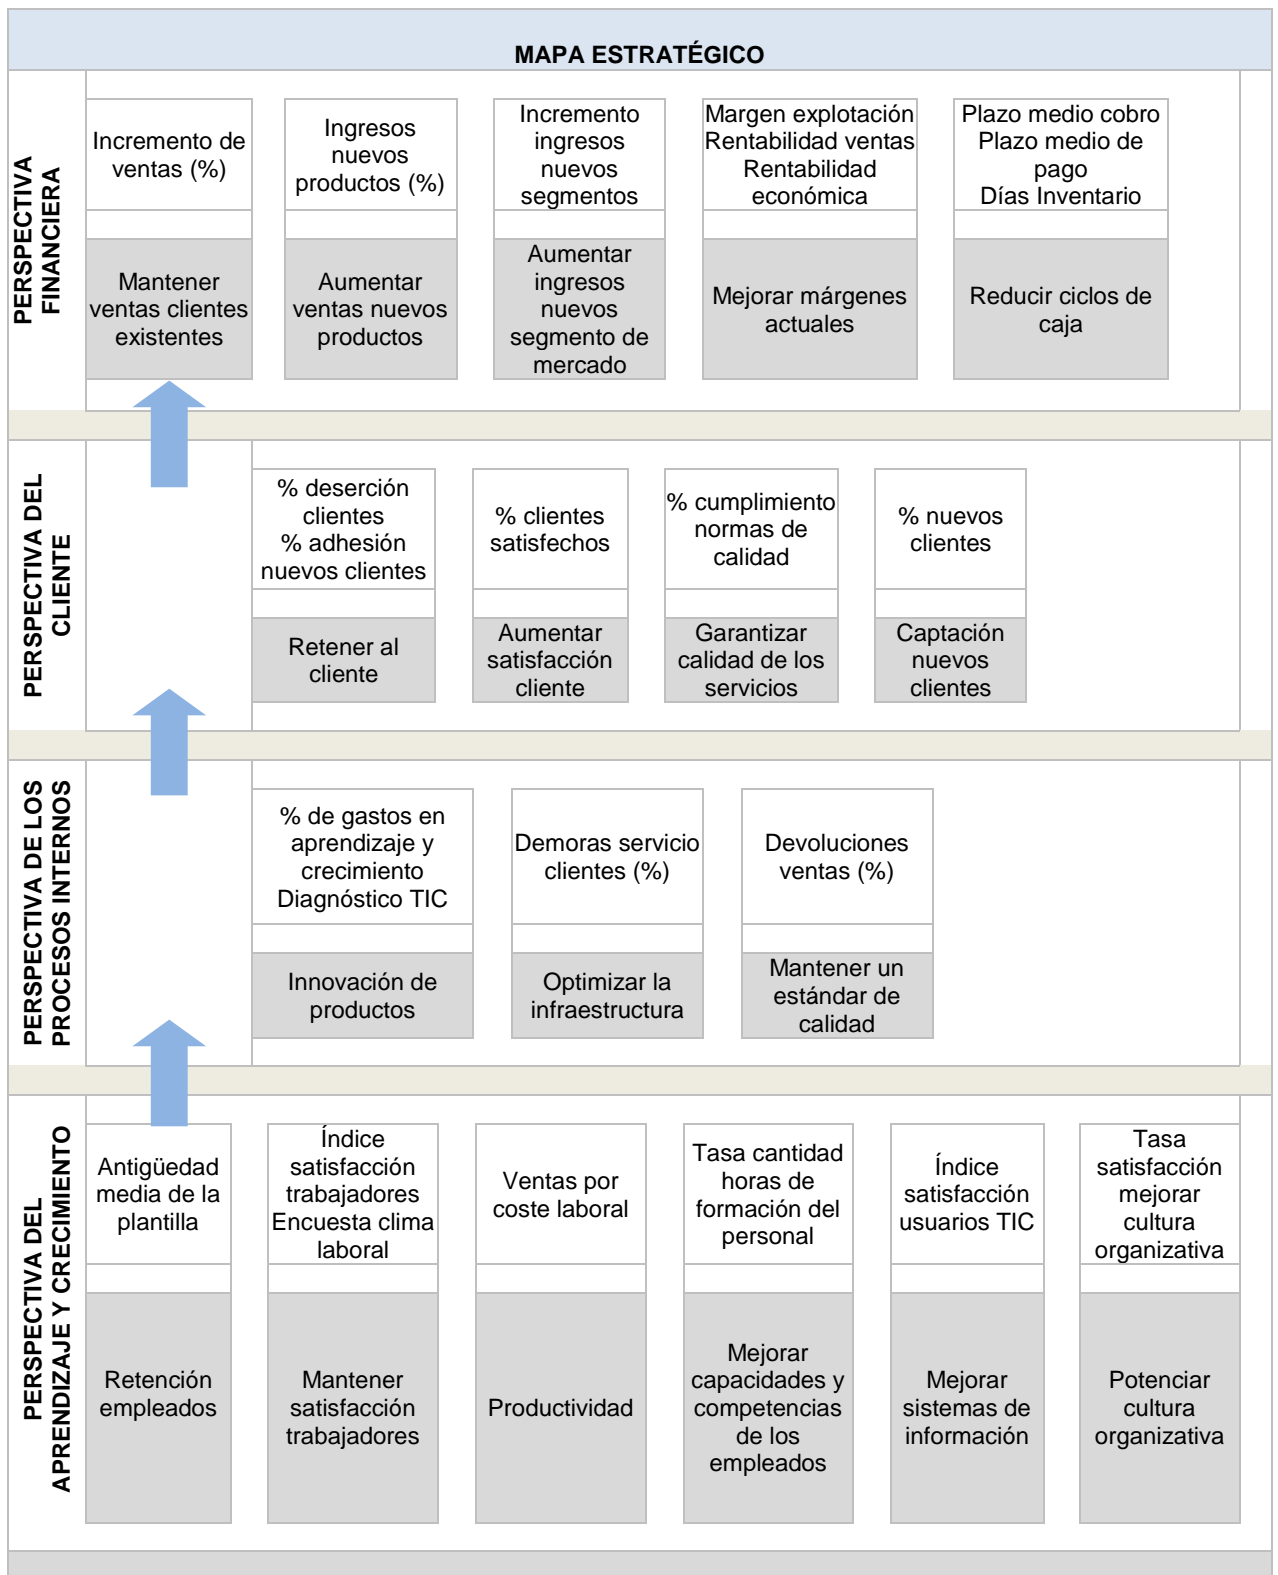 MAPA ESTRATÉGICO
PERSPECTIVA
FINANCIERA
Incremento de
ventas (%)
Ingresos
nuevos
productos (%)
Incremento
ingresos
nuevos
segmentos
Margen explotación
Rentabilidad ventas
Rentabilidad
económica
Plazo medio cobro
Plazo medio de
pago
Días Inventario
Mantener
ventas clientes
existentes
Aumentar
ventas nuevos
productos
Aumentar
ingresos
nuevos
segmento de
mercado
Mejorar márgenes
actuales
Reducir ciclos de
caja
PERSPECTIVA DEL
CLIENTE
% deserción
clientes
% adhesión
nuevos clientes
% clientes
satisfechos
% cumplimiento
normas de
calidad
% nuevos
clientes
Retener al
cliente
Aumentar
satisfacción
cliente
Garantizar
calidad de los
servicios
Captación
nuevos
clientes
PERSPECTIVA DE LOS
PROCESOS INTERNOS
% de gastos en
aprendizaje y
crecimiento
Diagnóstico TIC
Demoras servicio
clientes (%)
Devoluciones
ventas (%)
Innovación de
productos
Optimizar la
infraestructura
Mantener un
estándar de
calidad
PERSPECTIVA DEL
APRENDIZAJE Y CRECIMIENTO
Antigüedad
media de la
plantilla
Índice
satisfacción
trabajadores
Encuesta clima
laboral
Ventas por
coste laboral
Tasa cantidad
horas de
formación del
personal
Índice
satisfacción
usuarios TIC
Tasa
satisfacción
mejorar
cultura
organizativa
Retención
empleados
Mantener
satisfacción
trabajadores
Productividad
Mejorar
capacidades y
competencias
de los
empleados
Mejorar
sistemas de
información
Potenciar
cultura
organizativa